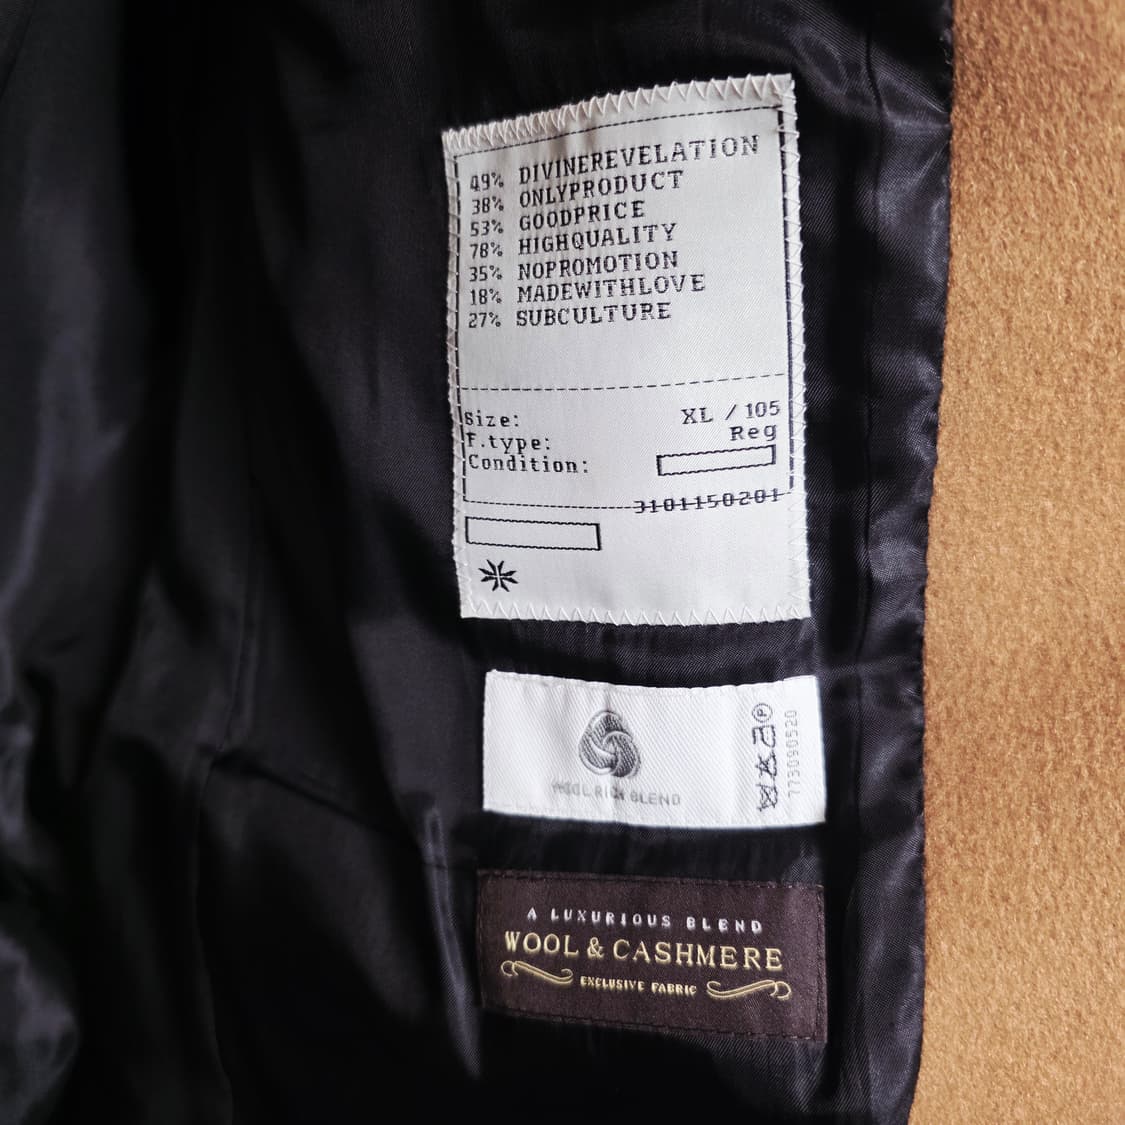 49% DIVINEREVELATION
38% ONLYPRODUCT
53% GOODPRICE
78% HIGHQUALITY
35% NOPROMOTION
18% MADEWITHLOVE
27% SUBCULTURE
Size: XL / 105
F.type: Reg
Condition:
3101150201
WOOL RICH BLEND
P
773090520
A LUXURIOUS BLEND
WOOL & CASHMERE
EXCLUSIVE FABRIC